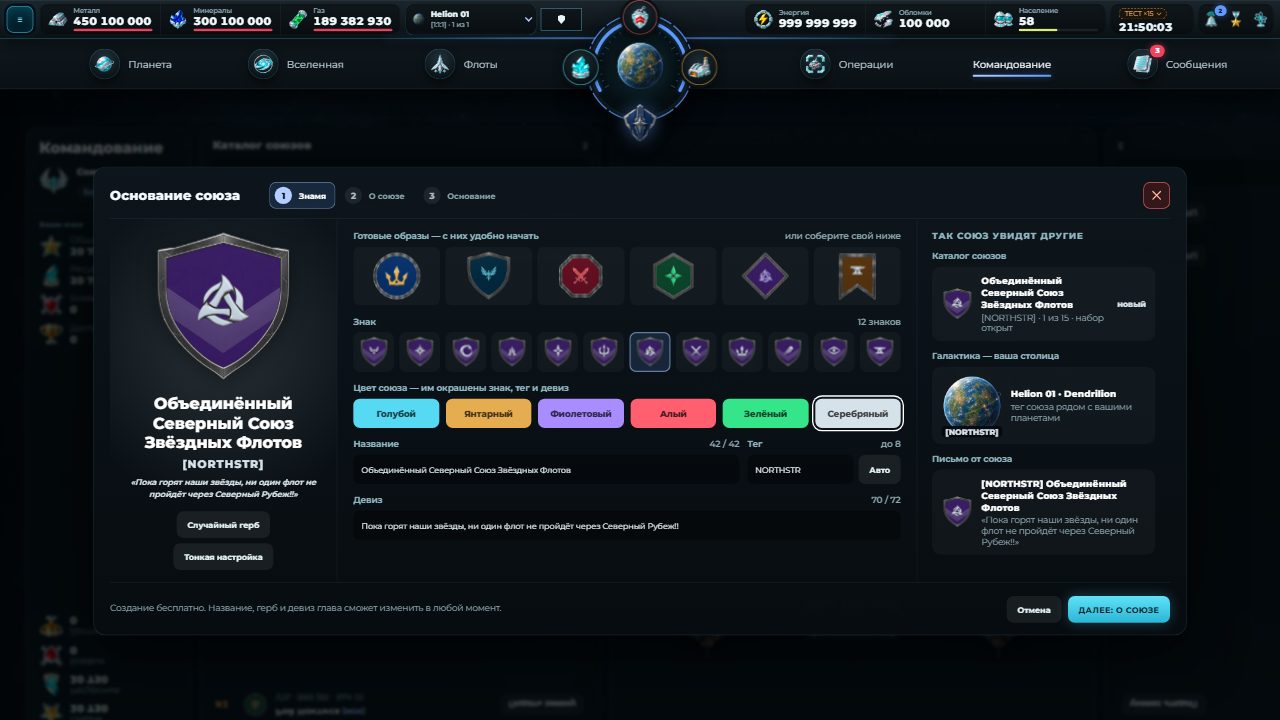 Металл
450 100 000
Минералы
300 100 000
Газ
189 382 930
Helion 01
[1:1:1] · 1 из 1
Энергия
999 999 999
Обломки
100 000
Население
58
ТЕСТ ×15
21:50:03
2
Планета
Вселенная
Флоты
Операции
Командование
3
Сообщения
Командование
Каталог союзов
Основание союза
1 Знамя
2 О союзе
3 Основание
Объединённый
Северный Союз
Звёздных Флотов
[NORTHSTR]
«Пока горят наши звёзды, ни один флот не
пройдёт через Северный Рубеж!!»
Случайный герб
Тонкая настройка
Готовые образы — с них удобно начать
или соберите свой ниже
Знак
12 знаков
Цвет союза — им окрашены знак, тег и девиз
Голубой
Янтарный
Фиолетовый
Алый
Зелёный
Серебряный
Название
42 / 42
Тег
до 8
Объединённый Северный Союз Звёздных Флотов
NORTHSTR
Авто
Девиз
70 / 72
Пока горят наши звёзды, ни один флот не пройдёт через Северный Рубеж!!
ТАК СОЮЗ УВИДЯТ ДРУГИЕ
Каталог союзов
Объединённый
Северный Союз
Звёздных Флотов
новый
[NORTHSTR] · 1 из 15 · набор
открыт
Галактика — ваша столица
Helion 01 · Dendrilion
тег союза рядом с вашими
планетами
[NORTHSTR]
Письмо от союза
[NORTHSTR] Объединённый
Северный Союз Звёздных
Флотов
«Пока горят наши звёзды, ни один
флот не пройдёт через Северный
Рубеж!!»
Создание бесплатно. Название, герб и девиз глава сможет изменить в любой момент.
Отмена
ДАЛЕЕ: О СОЮЗЕ